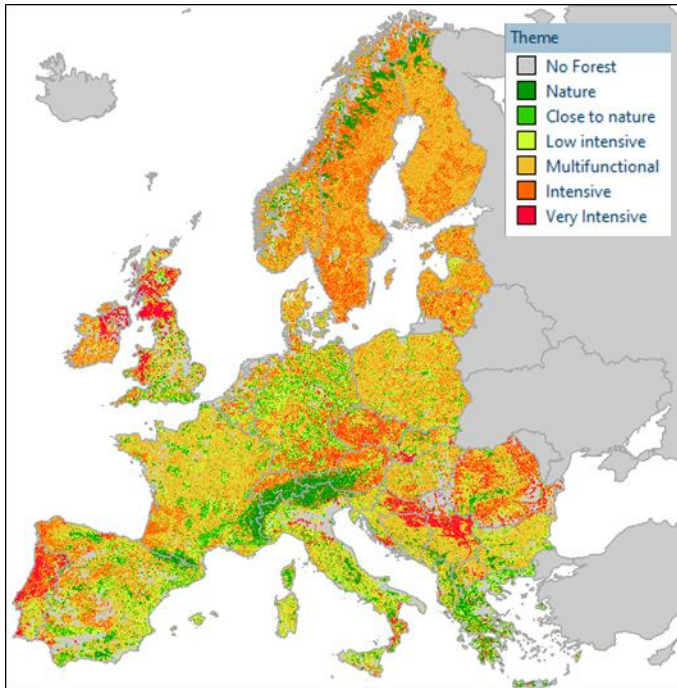 Theme
No Forest
Nature
Close to nature
Low intensive
Multifunctional
Intensive
Very Intensive